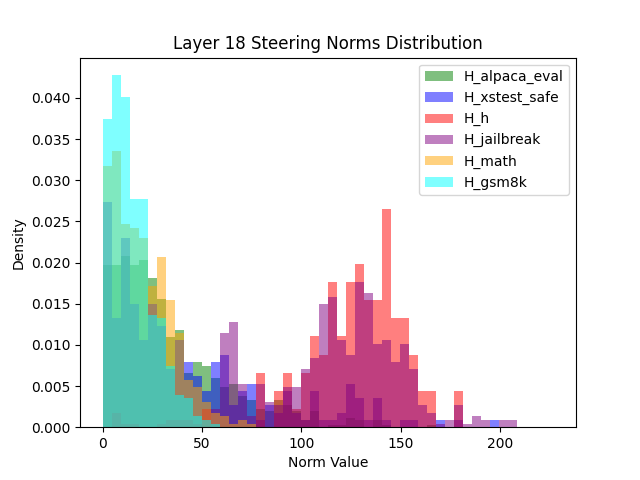 Layer 18 Steering Norms Distribution
H_alpaca_eval
H_xstest_safe
H_h
H_jailbreak
H_math
H_gsm8k
0.040
0.035
0.030
0.025
0.020
0.015
0.010
0.005
0.000
Density
0 50 100 150 200
Norm Value